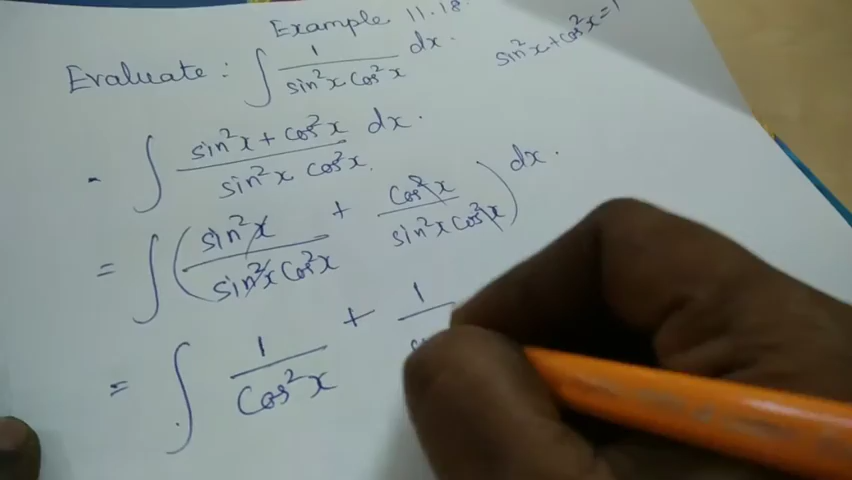 Example 11.18.
sin²x + cos²x = 1
Evaluate : ∫ 1 / sin²x cos²x dx.
- ∫ sin²x + cos²x / sin²x cos²x dx.
= ∫ ( sin²x / sin²x cos²x + cos²x / sin²x cos²x ) dx.
= ∫ 1 / cos²x + 1 /